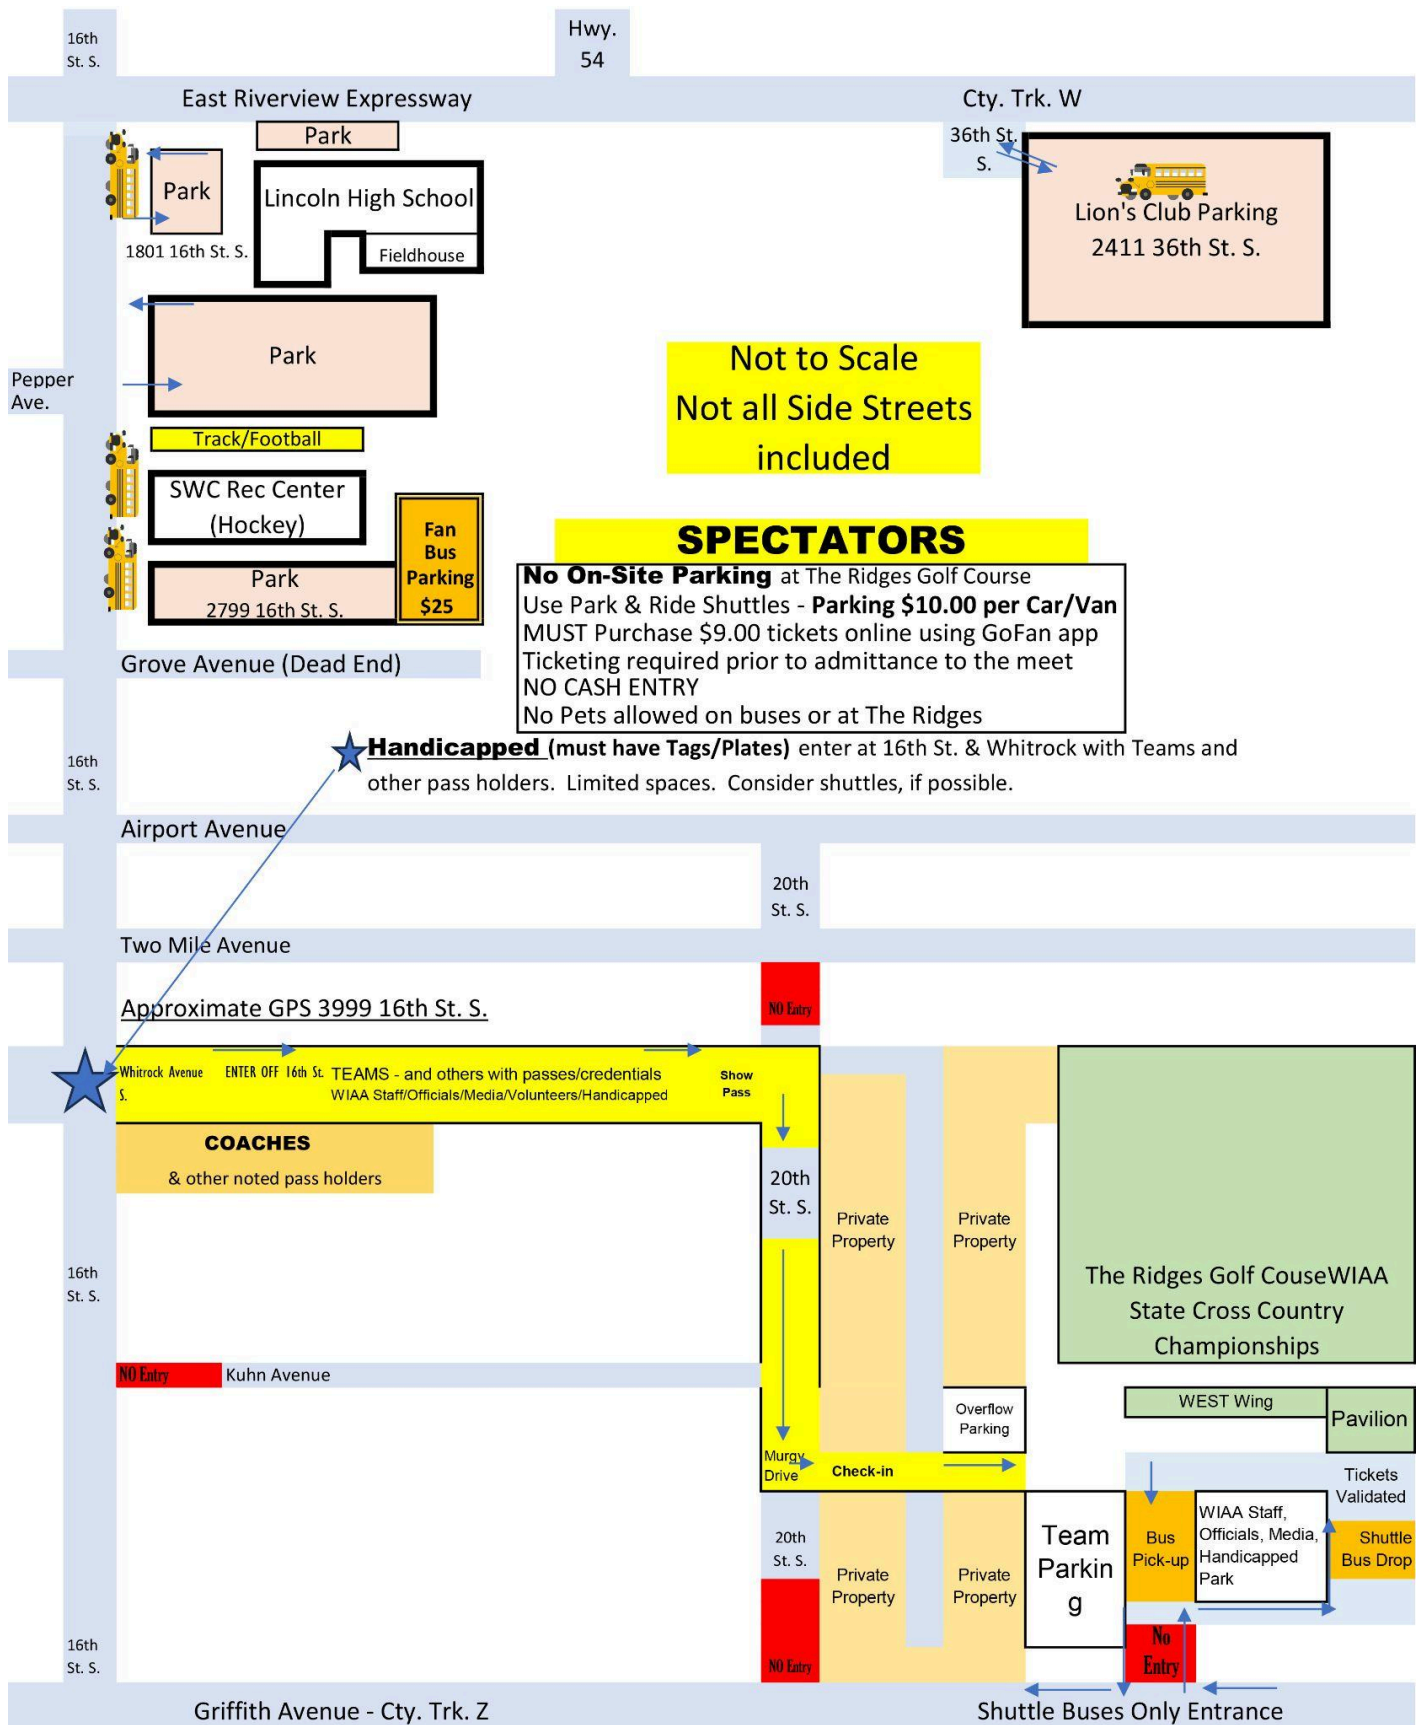 16th
St. S.
Hwy.
54
East Riverview Expressway
Cty. Trk. W
Park
36th St.
S.
Park
Lincoln High School
Fieldhouse
1801 16th St. S.
Lion's Club Parking
2411 36th St. S.
Park
Pepper
Ave.
Not to Scale
Not all Side Streets
included
Track/Football
SWC Rec Center
(Hockey)
Fan
Bus
Parking
$25
Park
2799 16th St. S.
SPECTATORS
No On-Site Parking at The Ridges Golf Course
Use Park & Ride Shuttles - Parking $10.00 per Car/Van
MUST Purchase $9.00 tickets online using GoFan app
Ticketing required prior to admittance to the meet
NO CASH ENTRY
No Pets allowed on buses or at The Ridges
Grove Avenue (Dead End)
Handicapped (must have Tags/Plates) enter at 16th St. & Whitrock with Teams and
other pass holders. Limited spaces. Consider shuttles, if possible.
16th
St. S.
Airport Avenue
20th
St. S.
Two Mile Avenue
Approximate GPS 3999 16th St. S.
NO Entry
Whitrock Avenue
S.
ENTER OFF 16th St.
TEAMS - and others with passes/credentials
WIAA Staff/Officials/Media/Volunteers/Handicapped
Show
Pass
COACHES
& other noted pass holders
20th
St. S.
Private
Property
Private
Property
16th
St. S.
The Ridges Golf CouseWIAA
State Cross Country
Championships
NO Entry
Kuhn Avenue
Overflow
Parking
WEST Wing
Pavilion
Murgy
Drive
Check-in
Tickets
Validated
20th
St. S.
Team
Parkin
g
Bus
Pick-up
WIAA Staff,
Officials, Media,
Handicapped
Park
Shuttle
Bus Drop
Private
Property
Private
Property
16th
St. S.
NO Entry
No
Entry
Griffith Avenue - Cty. Trk. Z
Shuttle Buses Only Entrance